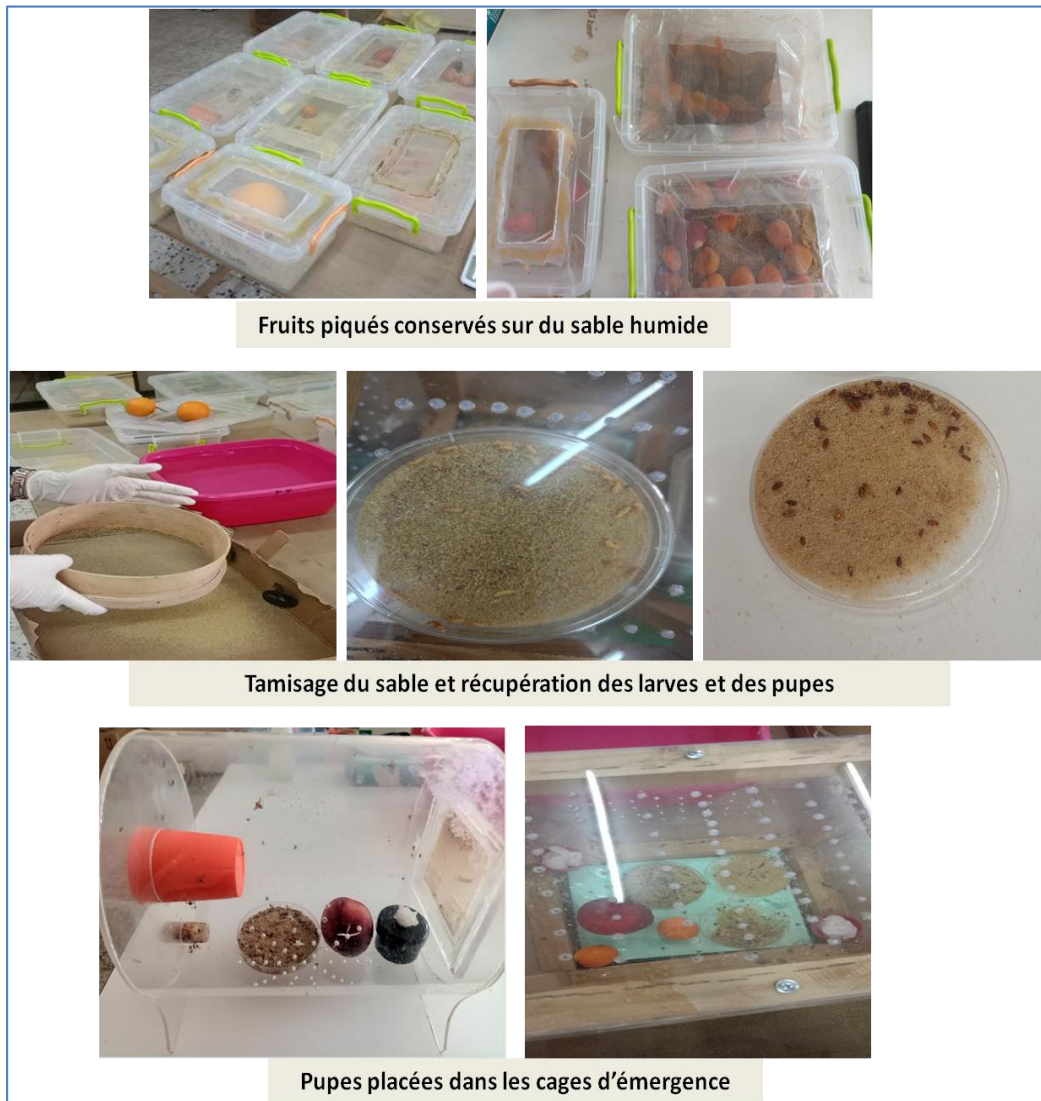 Fruits piqués conservés sur du sable humide
Tamisage du sable et récupération des larves et des pupes
Pupes placées dans les cages d’émergence